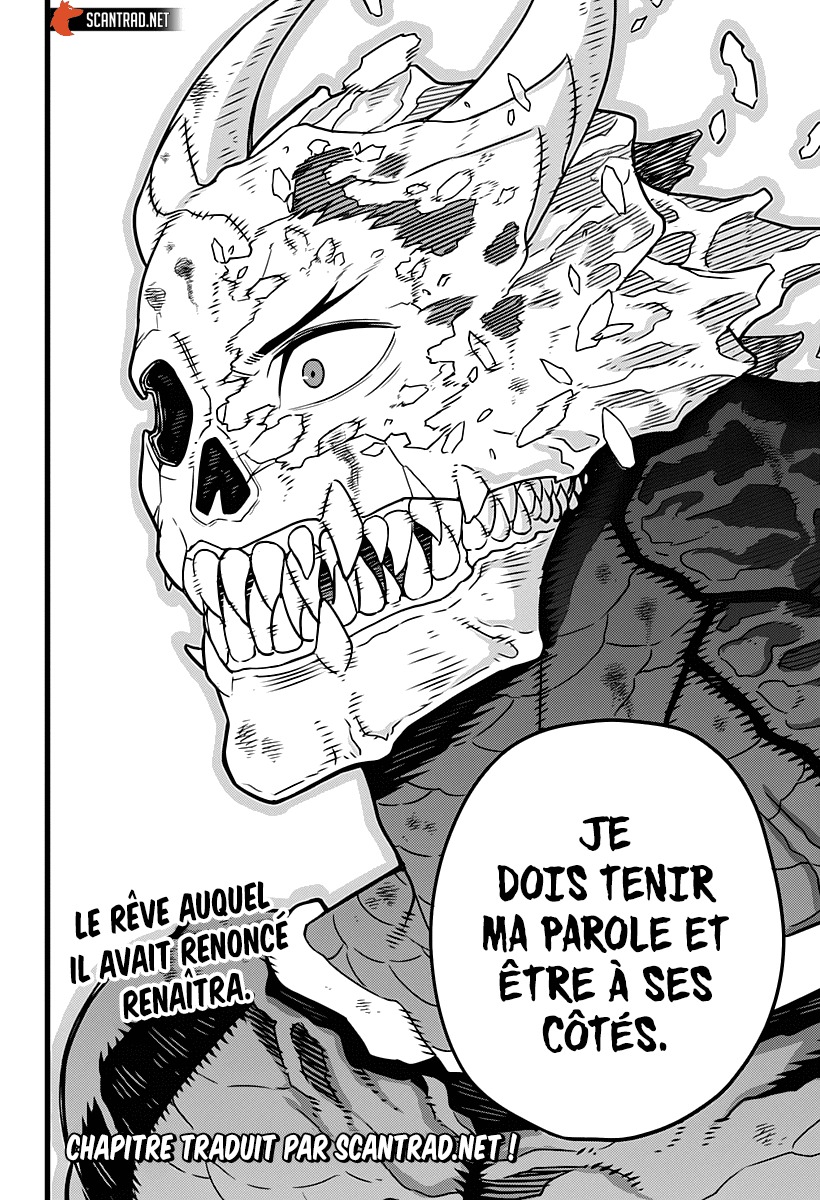 SCANTRAD.NET
JE
DOIS TENIR
MA PAROLE ET
ÊTRE À SES
CÔTÉS.
LE RÊVE AUQUEL
IL AVAIT RENONCÉ
RENAÎTRA.
CHAPITRE TRADUIT PAR SCANTRAD.NET !